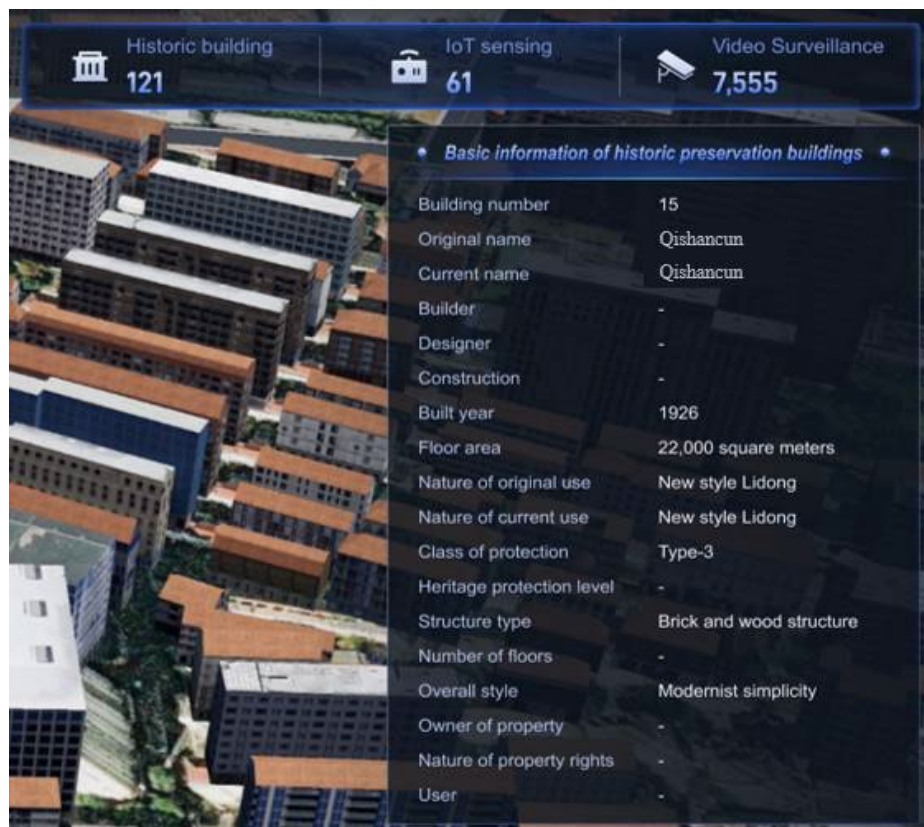 Historic building
121
IoT sensing
61
Video Surveillance
7,555
Basic information of historic preservation buildings
Building number 15
Original name Qishancun
Current name Qishancun
Builder -
Designer -
Construction -
Built year 1926
Floor area 22,000 square meters
Nature of original use New style Lidong
Nature of current use New style Lidong
Class of protection Type-3
Heritage protection level -
Structure type Brick and wood structure
Number of floors -
Overall style Modernist simplicity
Owner of property -
Nature of property rights -
User -